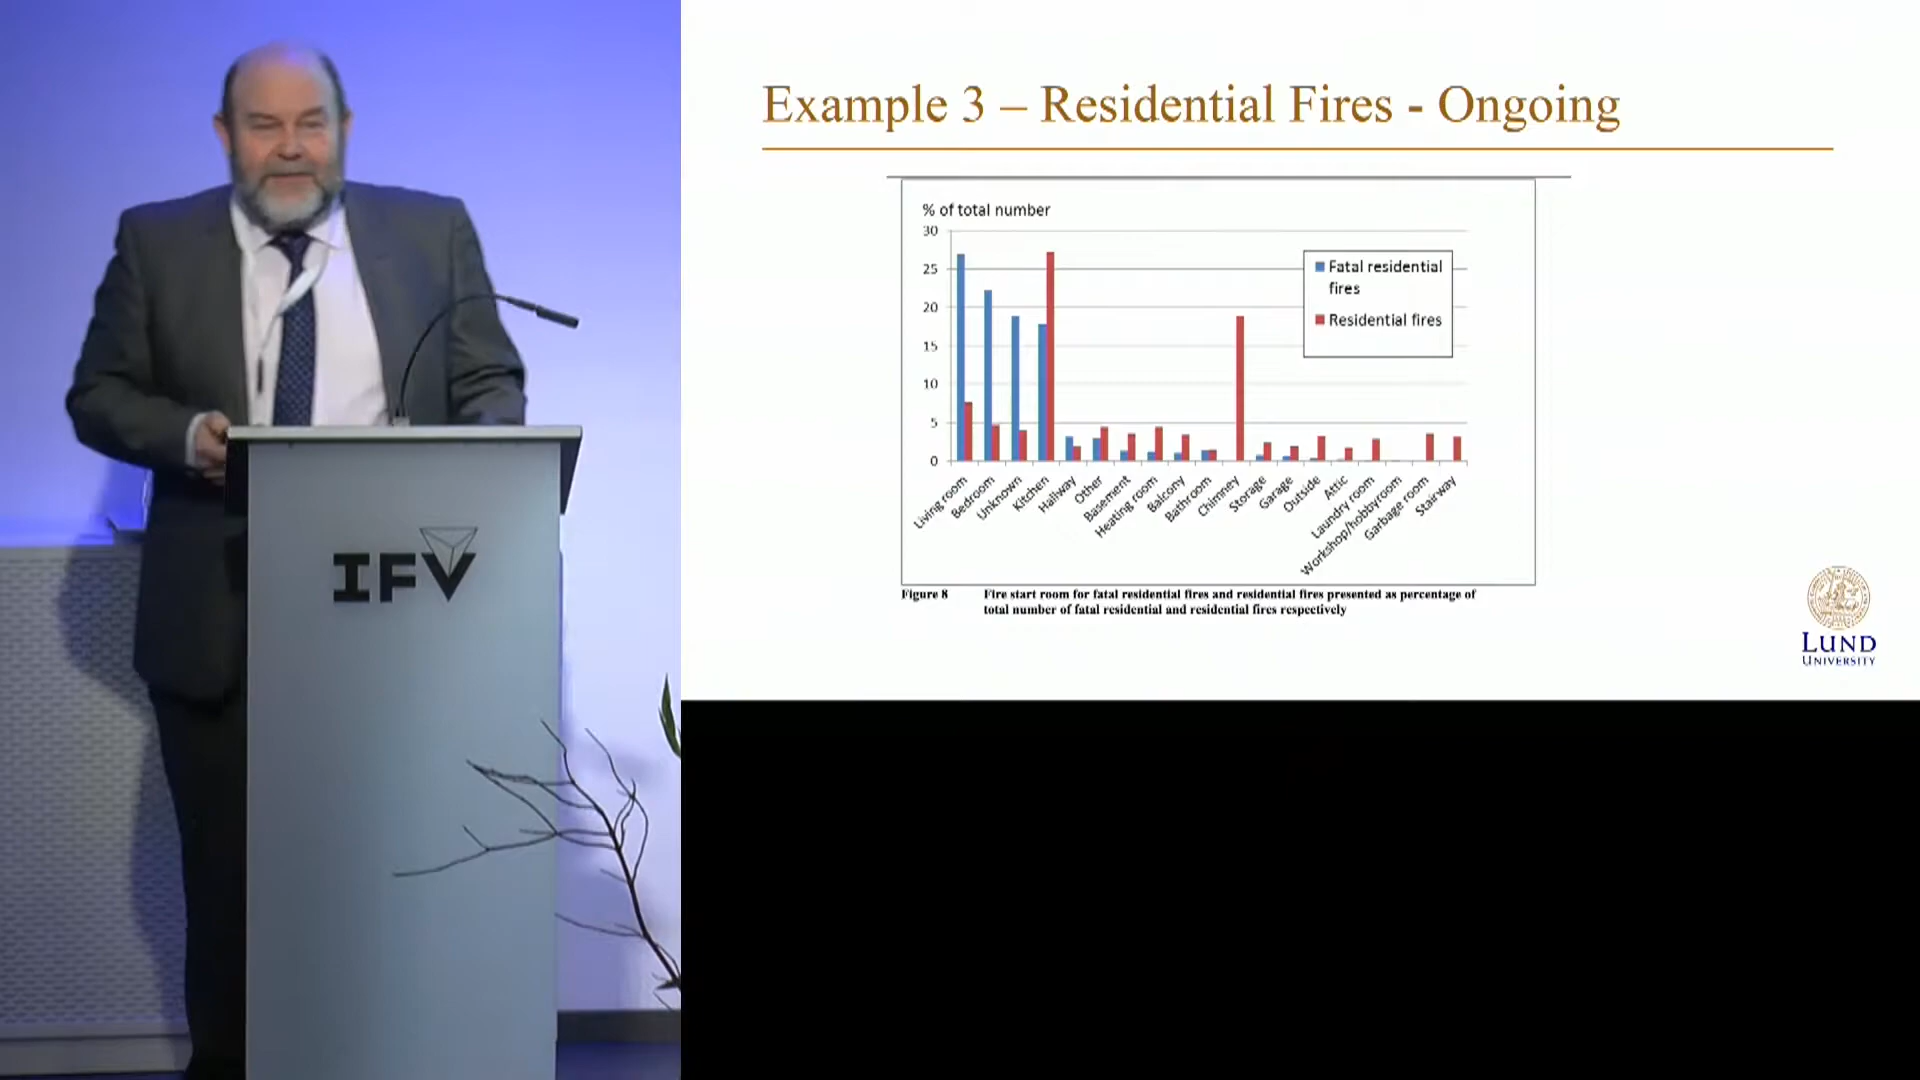 IFV
Example 3 – Residential Fires - Ongoing
% of total number
30
25
20
15
10
5
0
Fatal residential
fires
Residential fires
Living room
Bedroom
Unknown
Kitchen
Hallway
Other
Basement
Heating room
Balcony
Bathroom
Chimney
Storage
Garage
Outside
Attic
Laundry room
Workshop/hobbyroom
Garbage room
Stairway
Figure 8 Fire start room for fatal residential fires and residential fires presented as percentage of
total number of fatal residential and residential fires respectively
LUND
UNIVERSITY